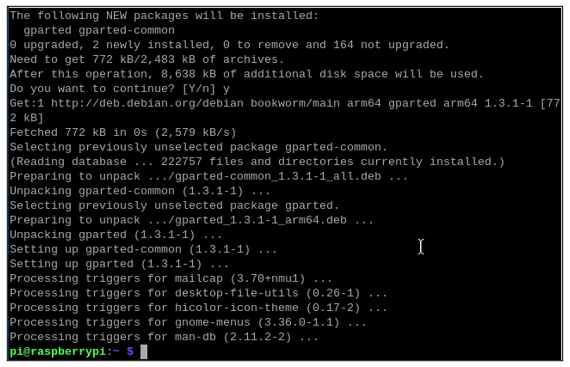 The following NEW packages will be installed:
  gparted gparted-common
0 upgraded, 2 newly installed, 0 to remove and 164 not upgraded.
Need to get 772 kB/2,483 kB of archives.
After this operation, 8,638 kB of additional disk space will be used.
Do you want to continue? [Y/n] y
Get:1 http://deb.debian.org/debian bookworm/main arm64 gparted arm64 1.3.1-1 [77
2 kB]
Fetched 772 kB in 0s (2,579 kB/s)
Selecting previously unselected package gparted-common.
(Reading database ... 222757 files and directories currently installed.)
Preparing to unpack .../gparted-common_1.3.1-1_all.deb ...
Unpacking gparted-common (1.3.1-1) ...
Selecting previously unselected package gparted.
Preparing to unpack .../gparted_1.3.1-1_arm64.deb ...
Unpacking gparted (1.3.1-1) ...
Setting up gparted-common (1.3.1-1) ...
Setting up gparted (1.3.1-1) ...
Processing triggers for mailcap (3.70+nmu1) ...
Processing triggers for desktop-file-utils (0.26-1) ...
Processing triggers for hicolor-icon-theme (0.17-2) ...
Processing triggers for gnome-menus (3.36.0-1.1) ...
Processing triggers for man-db (2.11.2-2) ...
pi@raspberrypi:~ $